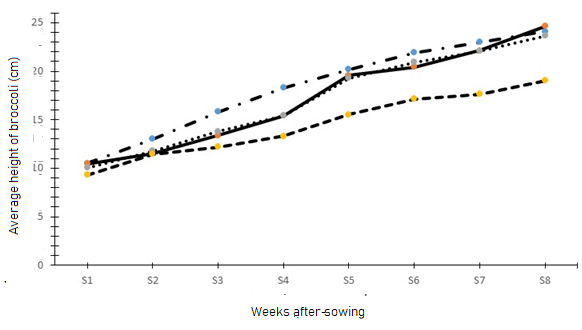 Average height of broccoli (cm)
25
20
15
10
5
0
S1 S2 S3 S4 S5 S6 S7 S8
Weeks after-sowing